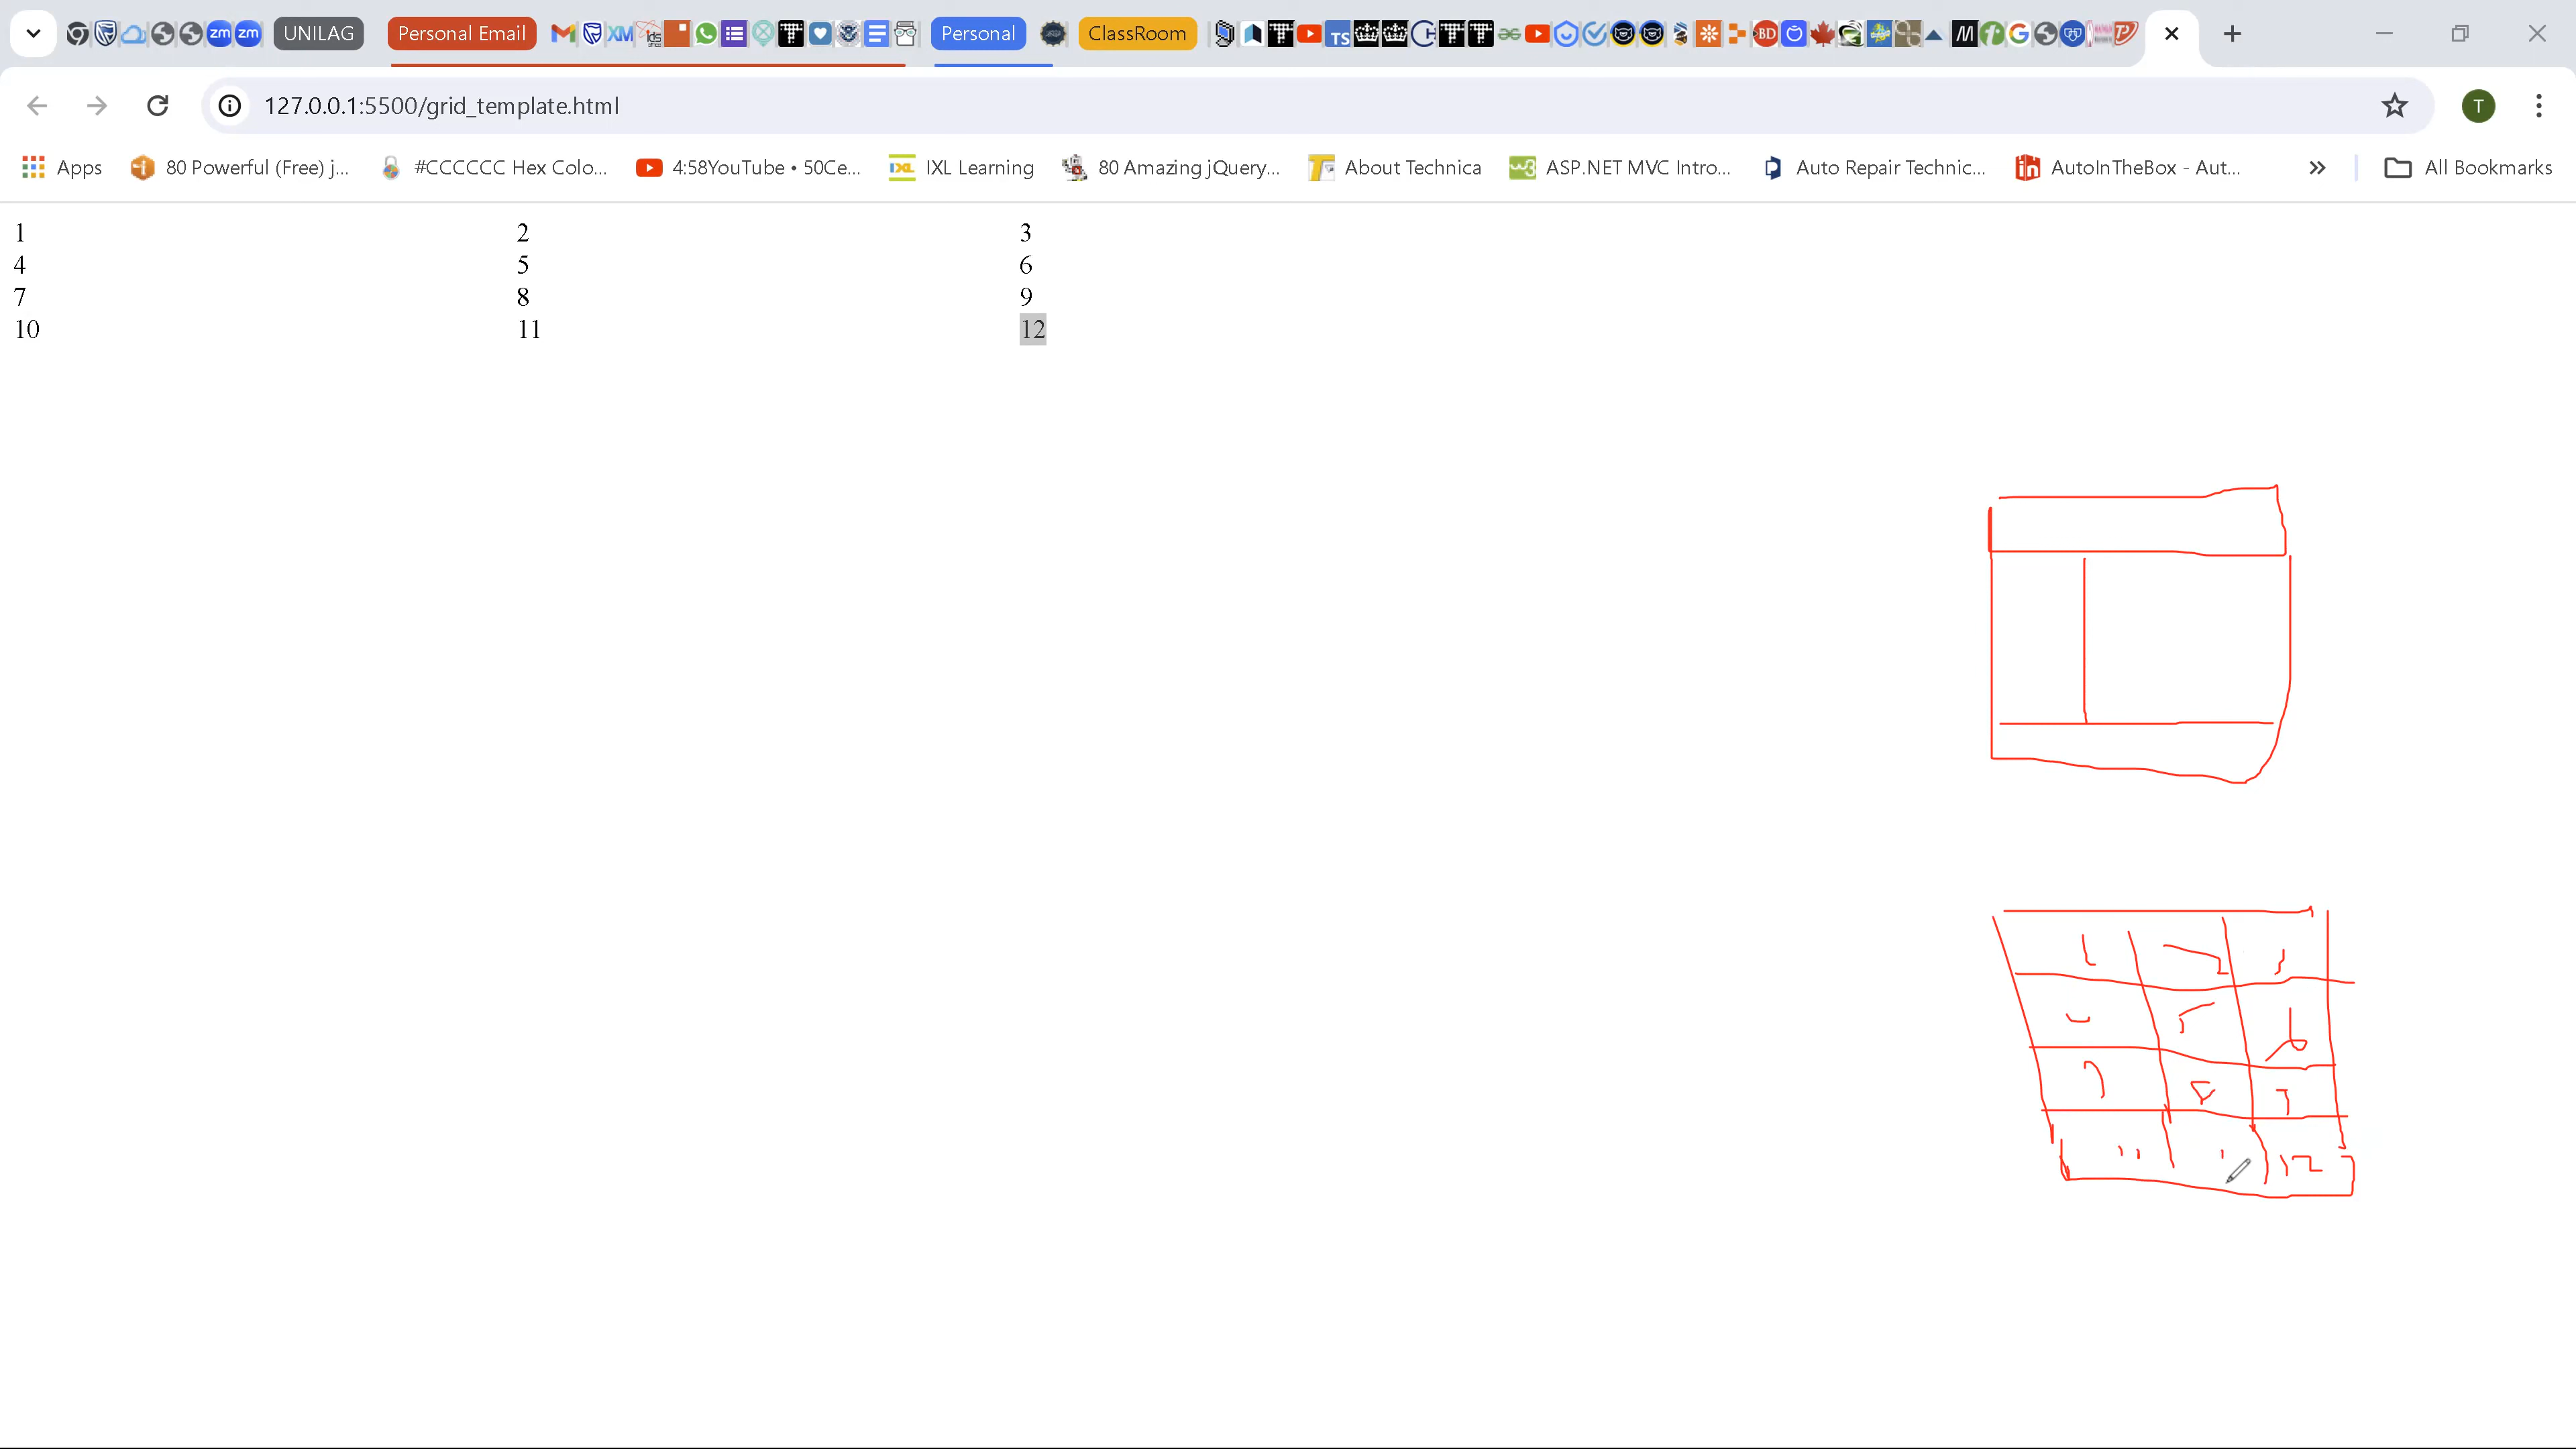 UNILAG Personal Email Personal ClassRoom
127.0.0.1:5500/grid_template.html T
Apps 80 Powerful (Free) j... #CCCCCC Hex Colo... 4:58YouTube • 50Ce... IXL Learning 80 Amazing jQuery... About Technica ASP.NET MVC Intro... Auto Repair Technic... AutoInTheBox - Aut... » All Bookmarks
1 2 3
4 5 6
7 8 9
10 11 12
12